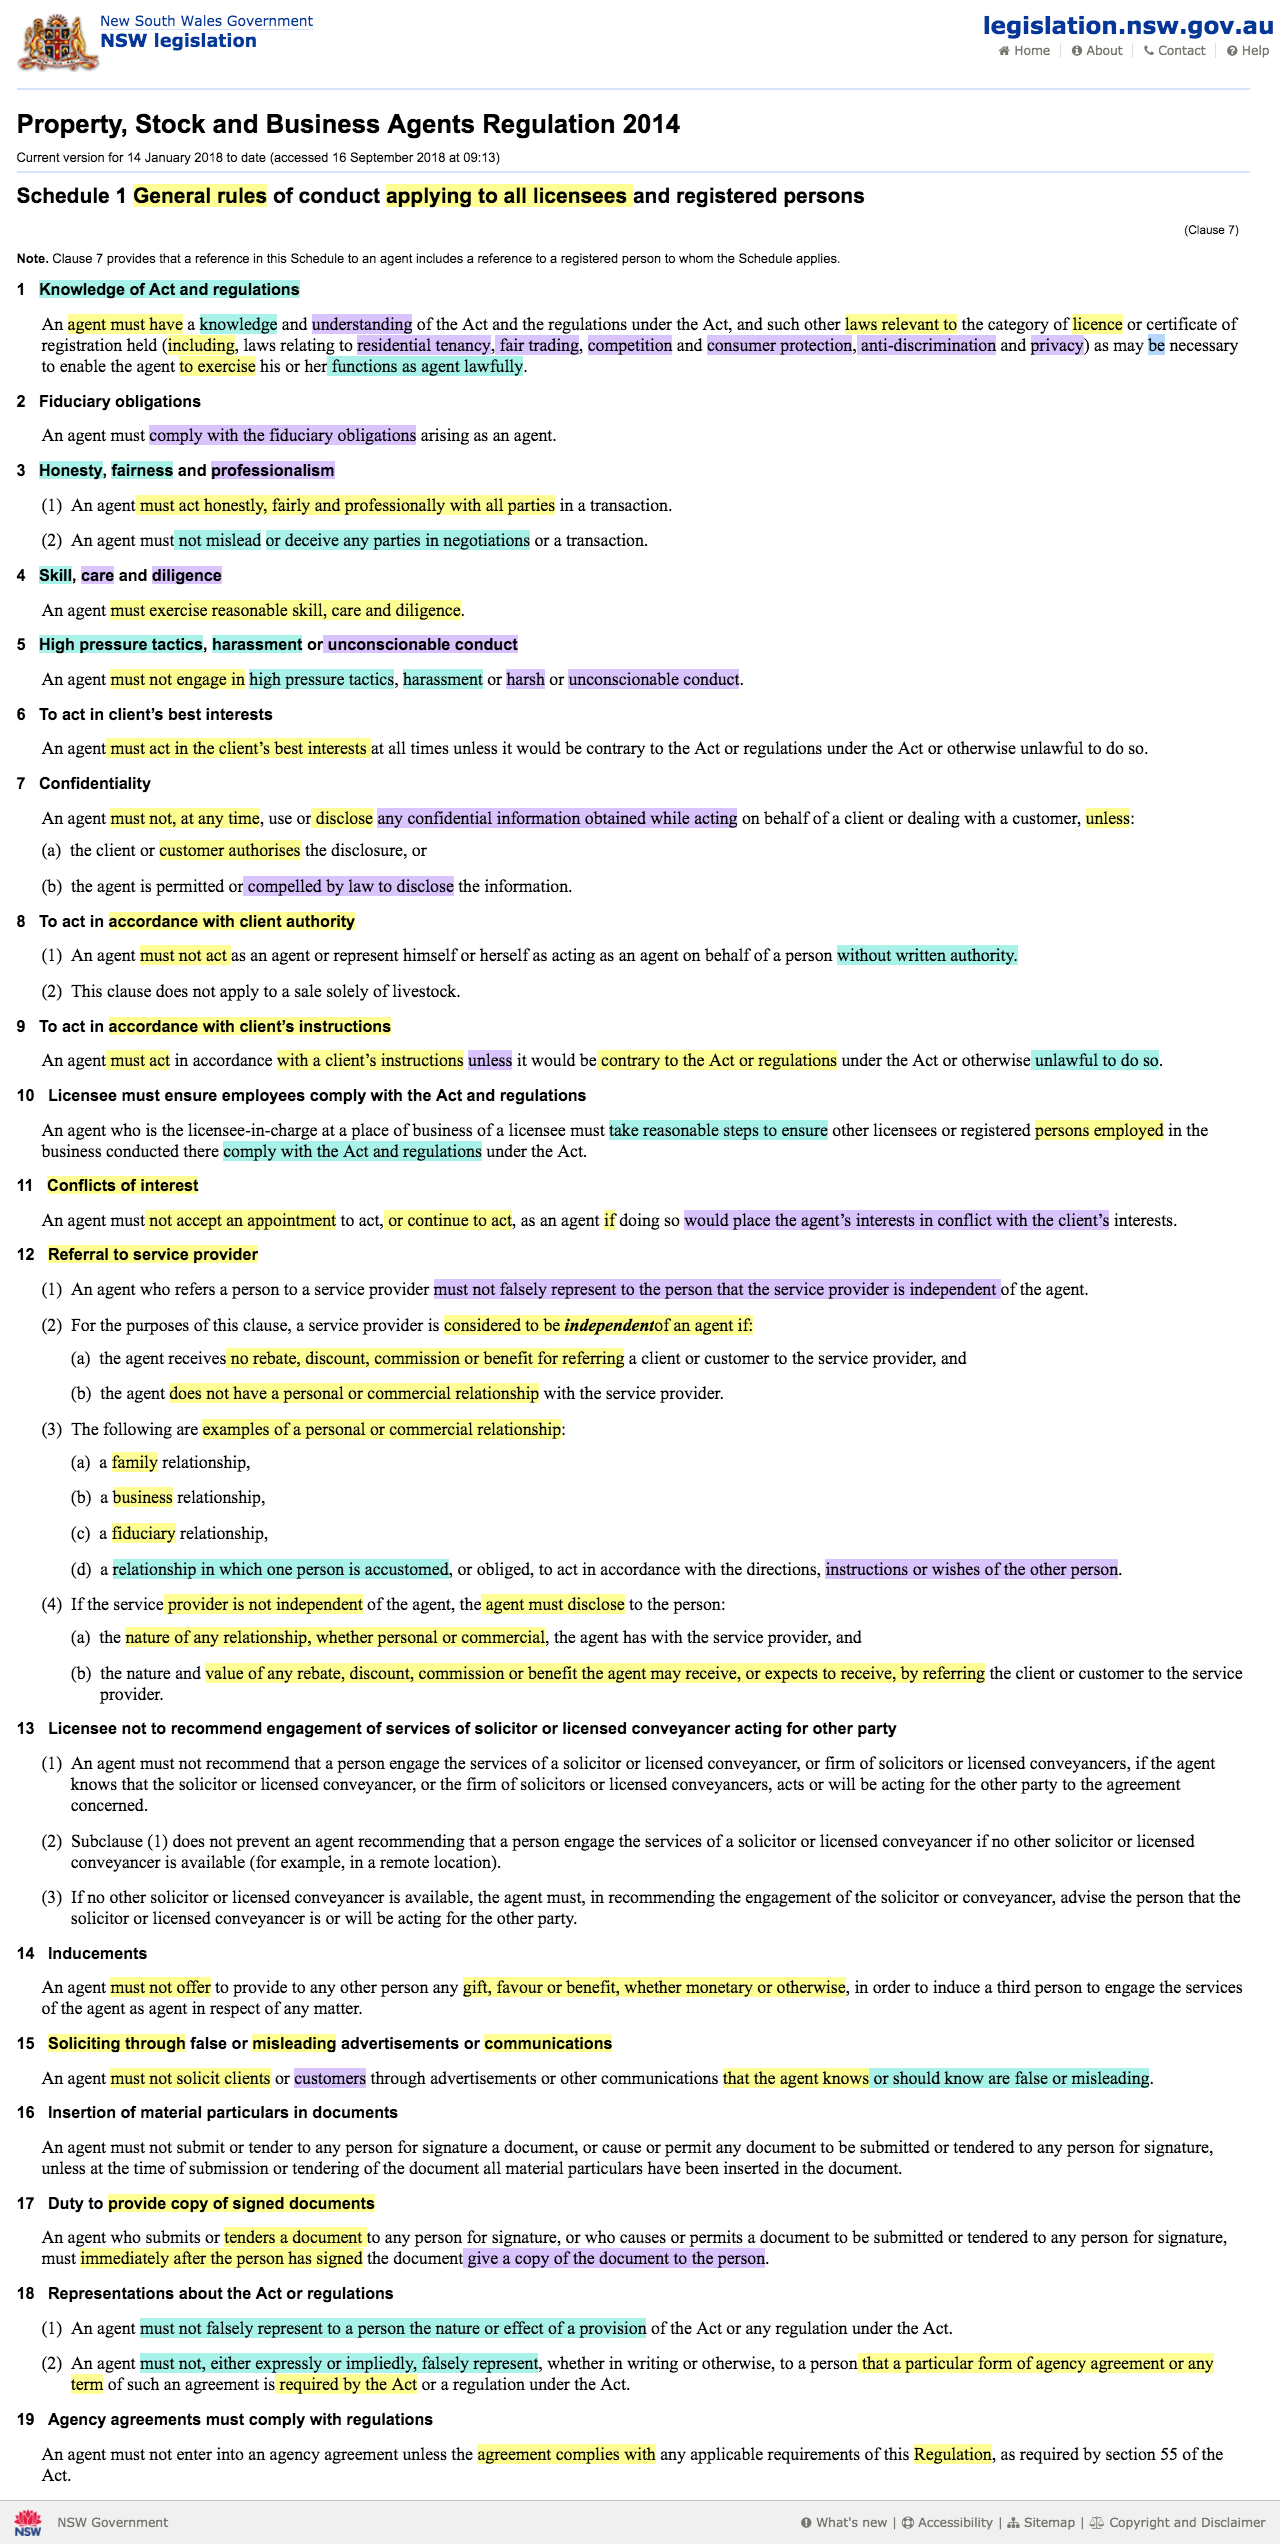 New South Wales Government
NSW legislation
legislation.nsw.gov.au
Home About Contact Help
Property, Stock and Business Agents Regulation 2014
Current version for 14 January 2018 to date (accessed 16 September 2018 at 09:13)
Schedule 1 General rules of conduct applying to all licensees and registered persons
(Clause 7)
Note. Clause 7 provides that a reference in this Schedule to an agent includes a reference to a registered person to whom the Schedule applies.
1 Knowledge of Act and regulations
An agent must have a knowledge and understanding of the Act and the regulations under the Act, and such other laws relevant to the category of licence or certificate of
registration held (including, laws relating to residential tenancy, fair trading, competition and consumer protection, anti-discrimination and privacy) as may be necessary
to enable the agent to exercise his or her functions as agent lawfully.
2 Fiduciary obligations
An agent must comply with the fiduciary obligations arising as an agent.
3 Honesty, fairness and professionalism
(1) An agent must act honestly, fairly and professionally with all parties in a transaction.
(2) An agent must not mislead or deceive any parties in negotiations or a transaction.
4 Skill, care and diligence
An agent must exercise reasonable skill, care and diligence.
5 High pressure tactics, harassment or unconscionable conduct
An agent must not engage in high pressure tactics, harassment or harsh or unconscionable conduct.
6 To act in client’s best interests
An agent must act in the client’s best interests at all times unless it would be contrary to the Act or regulations under the Act or otherwise unlawful to do so.
7 Confidentiality
An agent must not, at any time, use or disclose any confidential information obtained while acting on behalf of a client or dealing with a customer, unless:
(a) the client or customer authorises the disclosure, or
(b) the agent is permitted or compelled by law to disclose the information.
8 To act in accordance with client authority
(1) An agent must not act as an agent or represent himself or herself as acting as an agent on behalf of a person without written authority.
(2) This clause does not apply to a sale solely of livestock.
9 To act in accordance with client’s instructions
An agent must act in accordance with a client’s instructions unless it would be contrary to the Act or regulations under the Act or otherwise unlawful to do so.
10 Licensee must ensure employees comply with the Act and regulations
An agent who is the licensee-in-charge at a place of business of a licensee must take reasonable steps to ensure other licensees or registered persons employed in the
business conducted there comply with the Act and regulations under the Act.
11 Conflicts of interest
An agent must not accept an appointment to act, or continue to act, as an agent if doing so would place the agent’s interests in conflict with the client’s interests.
12 Referral to service provider
(1) An agent who refers a person to a service provider must not falsely represent to the person that the service provider is independent of the agent.
(2) For the purposes of this clause, a service provider is considered to be independentof an agent if:
(a) the agent receives no rebate, discount, commission or benefit for referring a client or customer to the service provider, and
(b) the agent does not have a personal or commercial relationship with the service provider.
(3) The following are examples of a personal or commercial relationship:
(a) a family relationship,
(b) a business relationship,
(c) a fiduciary relationship,
(d) a relationship in which one person is accustomed, or obliged, to act in accordance with the directions, instructions or wishes of the other person.
(4) If the service provider is not independent of the agent, the agent must disclose to the person:
(a) the nature of any relationship, whether personal or commercial, the agent has with the service provider, and
(b) the nature and value of any rebate, discount, commission or benefit the agent may receive, or expects to receive, by referring the client or customer to the service
provider.
13 Licensee not to recommend engagement of services of solicitor or licensed conveyancer acting for other party
(1) An agent must not recommend that a person engage the services of a solicitor or licensed conveyancer, or firm of solicitors or licensed conveyancers, if the agent
knows that the solicitor or licensed conveyancer, or the firm of solicitors or licensed conveyancers, acts or will be acting for the other party to the agreement
concerned.
(2) Subclause (1) does not prevent an agent recommending that a person engage the services of a solicitor or licensed conveyancer if no other solicitor or licensed
conveyancer is available (for example, in a remote location).
(3) If no other solicitor or licensed conveyancer is available, the agent must, in recommending the engagement of the solicitor or conveyancer, advise the person that the
solicitor or licensed conveyancer is or will be acting for the other party.
14 Inducements
An agent must not offer to provide to any other person any gift, favour or benefit, whether monetary or otherwise, in order to induce a third person to engage the services
of the agent as agent in respect of any matter.
15 Soliciting through false or misleading advertisements or communications
An agent must not solicit clients or customers through advertisements or other communications that the agent knows or should know are false or misleading.
16 Insertion of material particulars in documents
An agent must not submit or tender to any person for signature a document, or cause or permit any document to be submitted or tendered to any person for signature,
unless at the time of submission or tendering of the document all material particulars have been inserted in the document.
17 Duty to provide copy of signed documents
An agent who submits or tenders a document to any person for signature, or who causes or permits a document to be submitted or tendered to any person for signature,
must immediately after the person has signed the document give a copy of the document to the person.
18 Representations about the Act or regulations
(1) An agent must not falsely represent to a person the nature or effect of a provision of the Act or any regulation under the Act.
(2) An agent must not, either expressly or impliedly, falsely represent, whether in writing or otherwise, to a person that a particular form of agency agreement or any
term of such an agreement is required by the Act or a regulation under the Act.
19 Agency agreements must comply with regulations
An agent must not enter into an agency agreement unless the agreement complies with any applicable requirements of this Regulation, as required by section 55 of the
Act.
NSW NSW Government
What's new | Accessibility | Sitemap | Copyright and Disclaimer